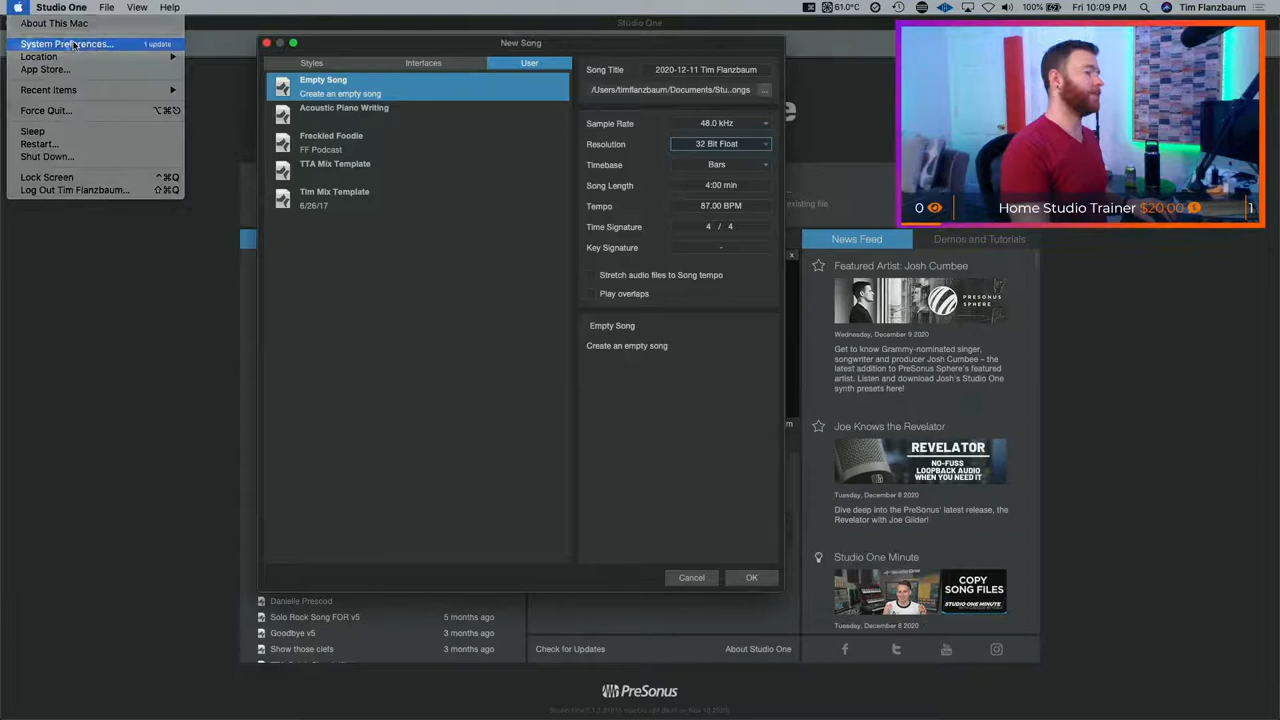 Studio One File View Help
61.0°C 100% Fri 10:09 PM Tim Flanzbaum
About This Mac
System Preferences... 1 update
Location
App Store...
Recent Items
Force Quit... ⌥⌘⎋
Sleep
Restart...
Shut Down...
Lock Screen ^⌘Q
Log Out Tim Flanzbaum... ⇧⌘Q
Studio One
New Song
Styles Interfaces User
Empty Song
Create an empty song
Acoustic Piano Writing
Freckled Foodie
FF Podcast
TTA Mix Template
Tim Mix Template
6/26/17
Song Title 2020-12-11 Tim Flanzbaum
/Users/timflanzbaum/Documents/Stu...ongs ...
Sample Rate 48.0 kHz
Resolution 32 Bit Float
Timebase Bars
Song Length 4:00 min
Tempo 87.00 BPM
Time Signature 4 / 4
Key Signature -
Stretch audio files to Song tempo
Play overlaps
Empty Song
Create an empty song
Cancel OK
existing file
0 Home Studio Trainer $20.00 1
x
News Feed Demos and Tutorials
Featured Artist: Josh Cumbee
PRESONUS
SPHERE
Wednesday, December 9 2020
Get to know Grammy-nominated singer,
songwriter and producer Josh Cumbee – the
latest addition to PreSonus Sphere's featured
artist. Listen and download Josh's Studio One
synth presets here!
Joe Knows the Revelator
REVELATOR
NO-FUSS
LOOPBACK AUDIO
WHEN YOU NEED IT
Tuesday, December 8 2020
Dive deep into the PreSonus' latest release, the
Revelator with Joe Gilder!
Studio One Minute
COPY
SONG FILES
STUDIO ONE MINUTE
Tuesday, December 8 2020
Danielle Prescod
Solo Rock Song FOR v5 5 months ago
Goodbye v5 3 months ago
Show those clefs 3 months ago
Check for Updates About Studio One
PreSonus